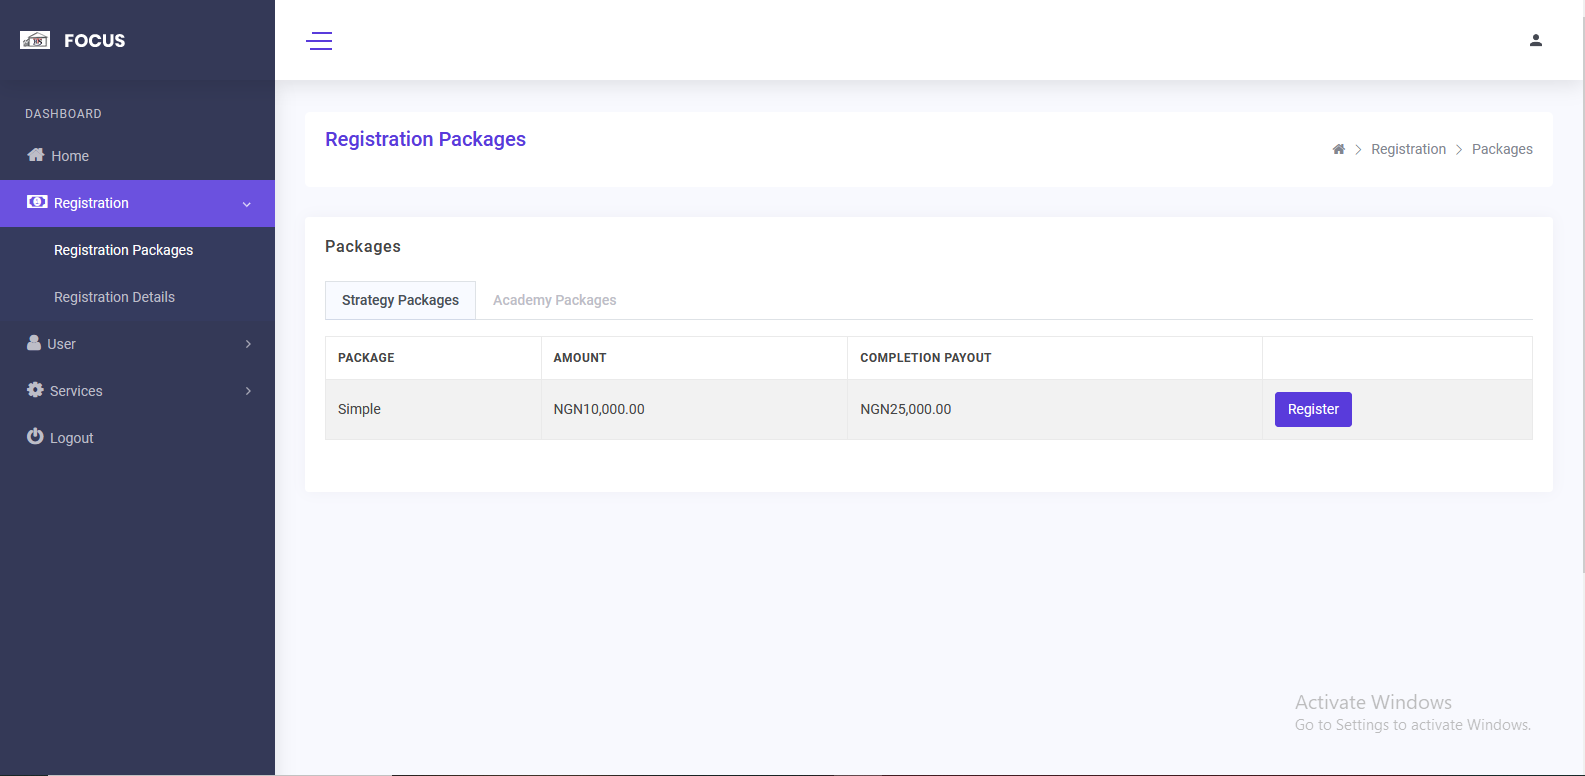 FOCUS
DASHBOARD
Home
Registration
Registration Packages
Registration Details
User
Services
Logout
Registration Packages
Registration
Packages
Packages
Strategy Packages
Academy Packages
PACKAGE AMOUNT COMPLETION PAYOUT
Simple NGN10,000.00 NGN25,000.00 Register
Activate Windows
Go to Settings to activate Windows.